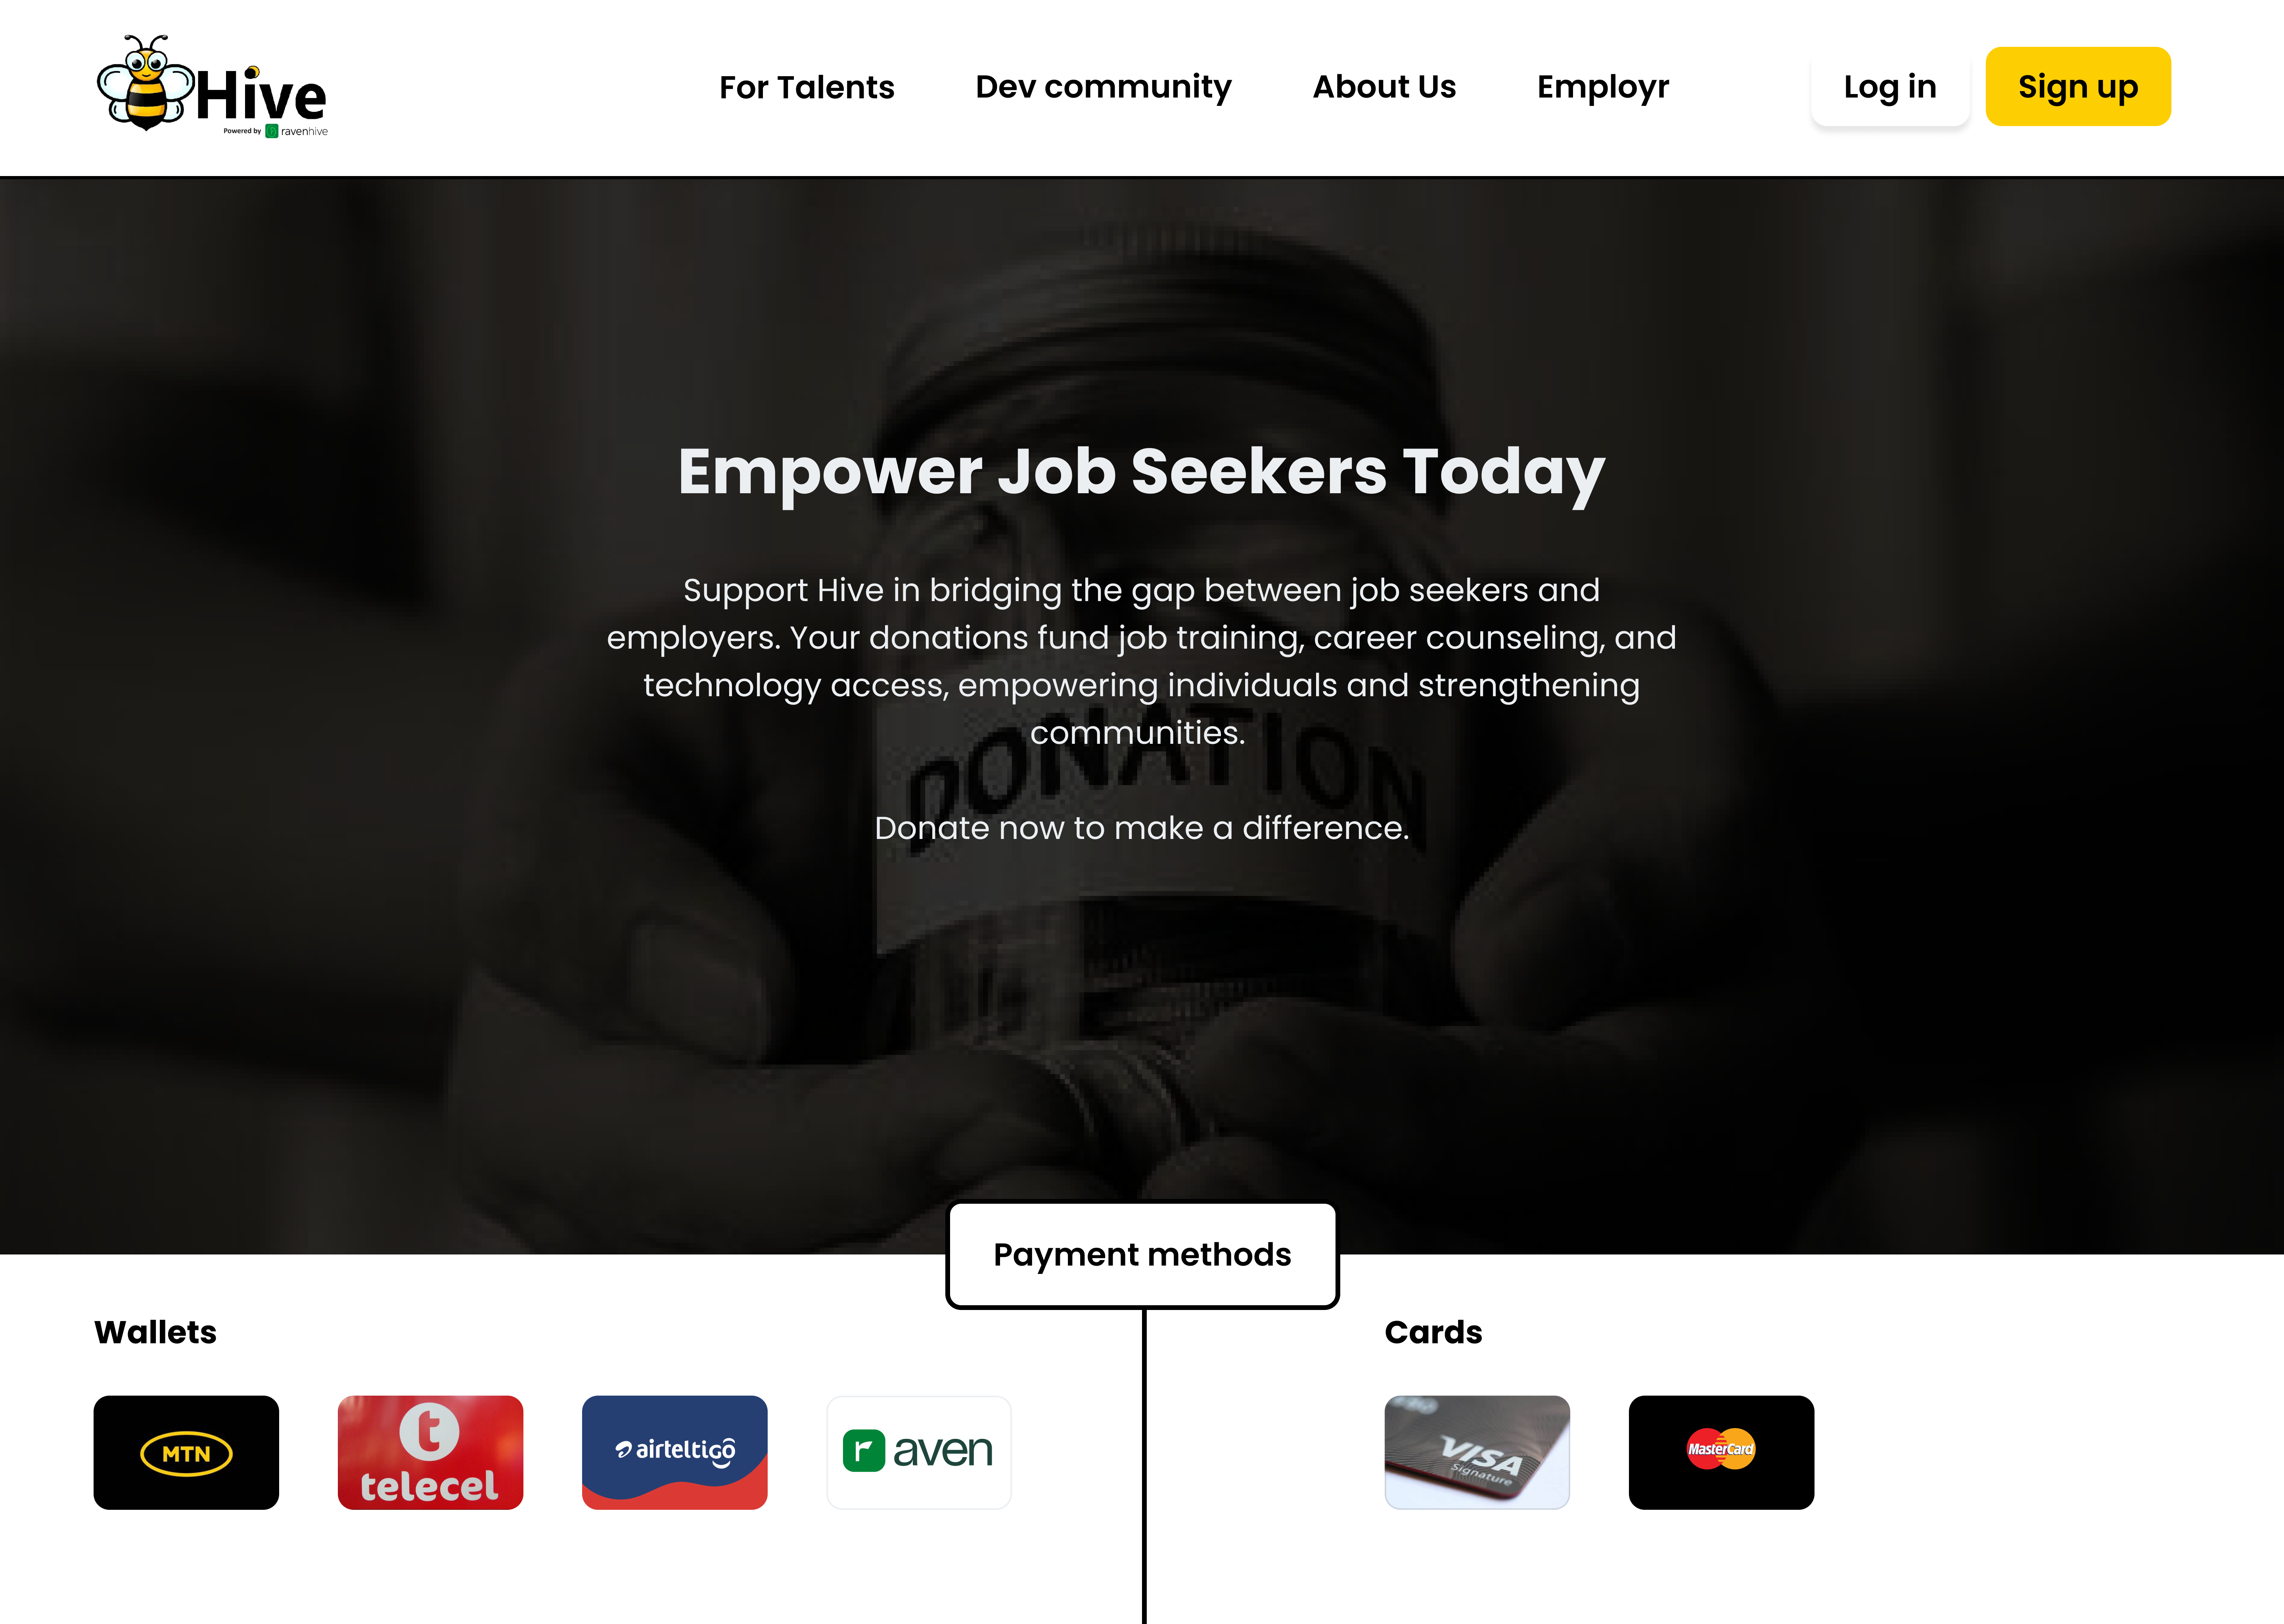 Hive
Powered by ravenhive
For Talents
Dev community
About Us
Employr
Log in
Sign up
Empower Job Seekers Today
Support Hive in bridging the gap between job seekers and
employers. Your donations fund job training, career counseling, and
technology access, empowering individuals and strengthening
communities.
DONATION
Donate now to make a difference.
Payment methods
Wallets
MTN
t
telecel
airteltigo
r aven
Cards
VISA
Signature
MasterCard